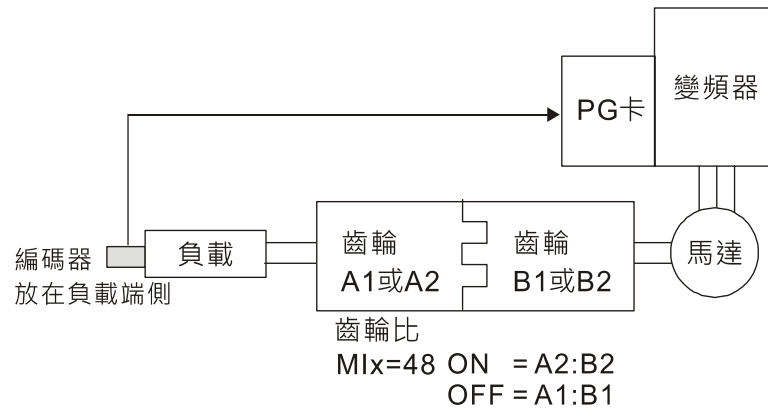 變頻器
PG卡
編碼器
放在負載端側
負載
齒輪
A1或A2
齒輪
B1或B2
馬達
齒輪比
MIx=48 ON = A2:B2
OFF = A1:B1